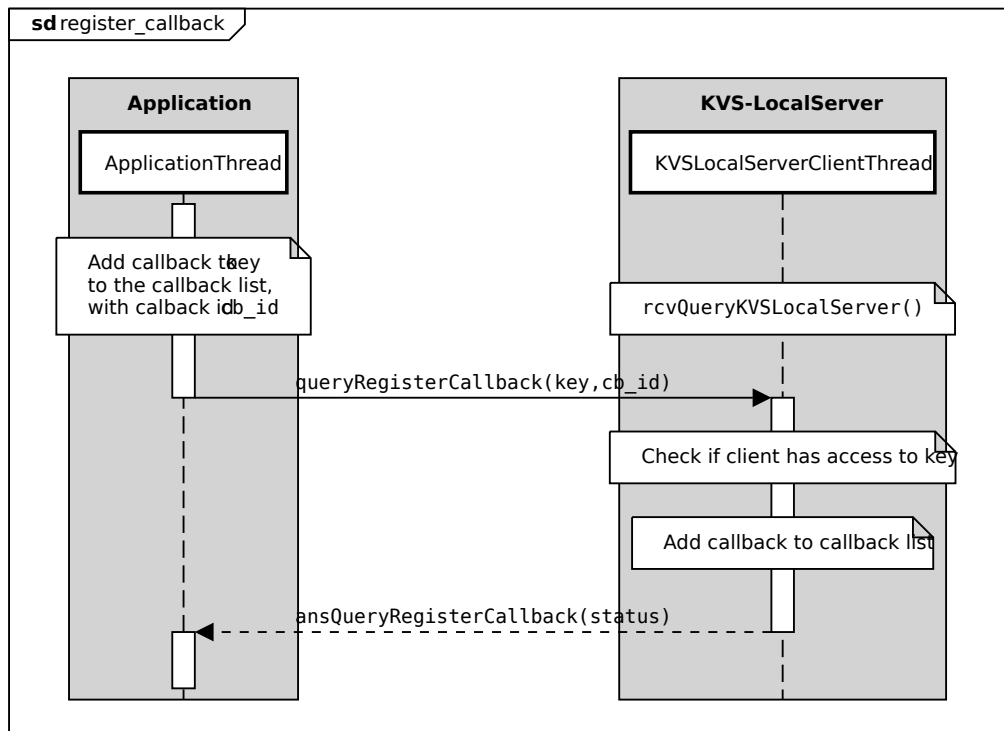 sd register_callback
Application
KVS-LocalServer
ApplicationThread
KVSLocalServerClientThread
Add callback to key
to the callback list,
with calback id cb_id
rcvQueryKVSLocalServer()
queryRegisterCallback(key,cb_id)
Check if client has access to key
Add callback to callback list
ansQueryRegisterCallback(status)